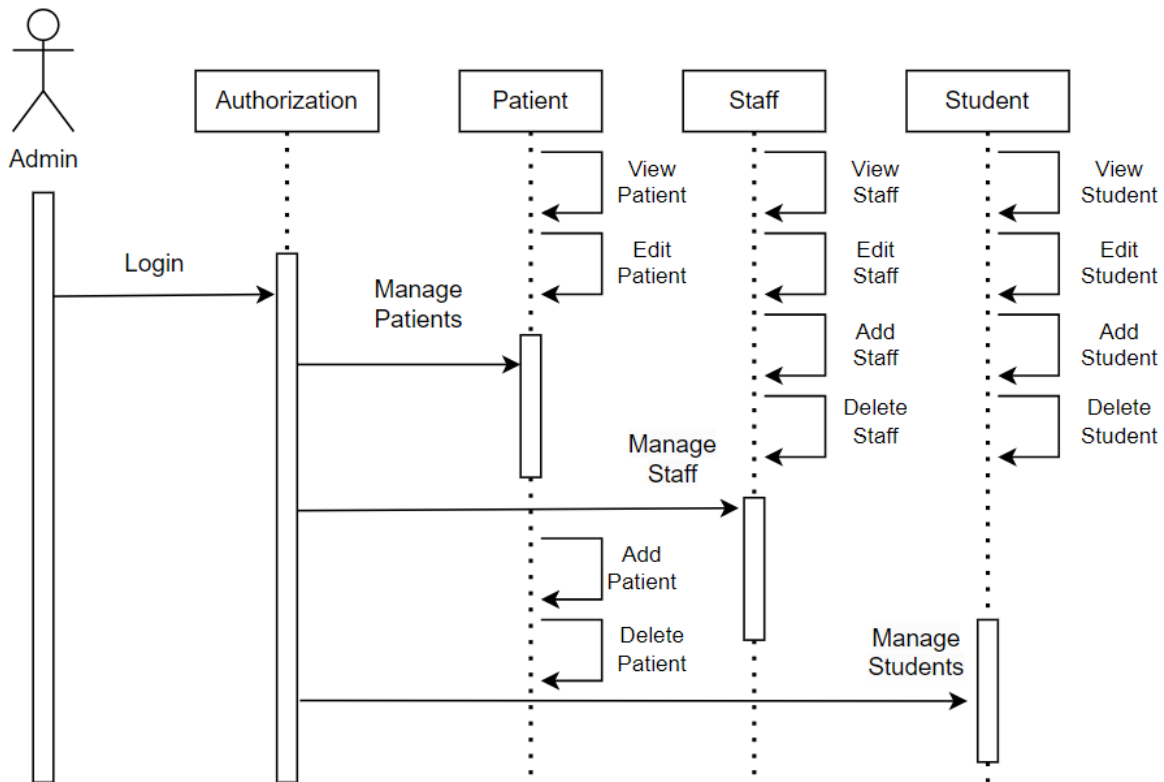 Admin
Authorization
Patient
Staff
Student
View
Patient
View
Staff
View
Student
Login
Edit
Patient
Edit
Staff
Edit
Student
Manage
Patients
Add
Staff
Add
Student
Delete
Staff
Delete
Student
Manage
Staff
Add
Patient
Delete
Patient
Manage
Students